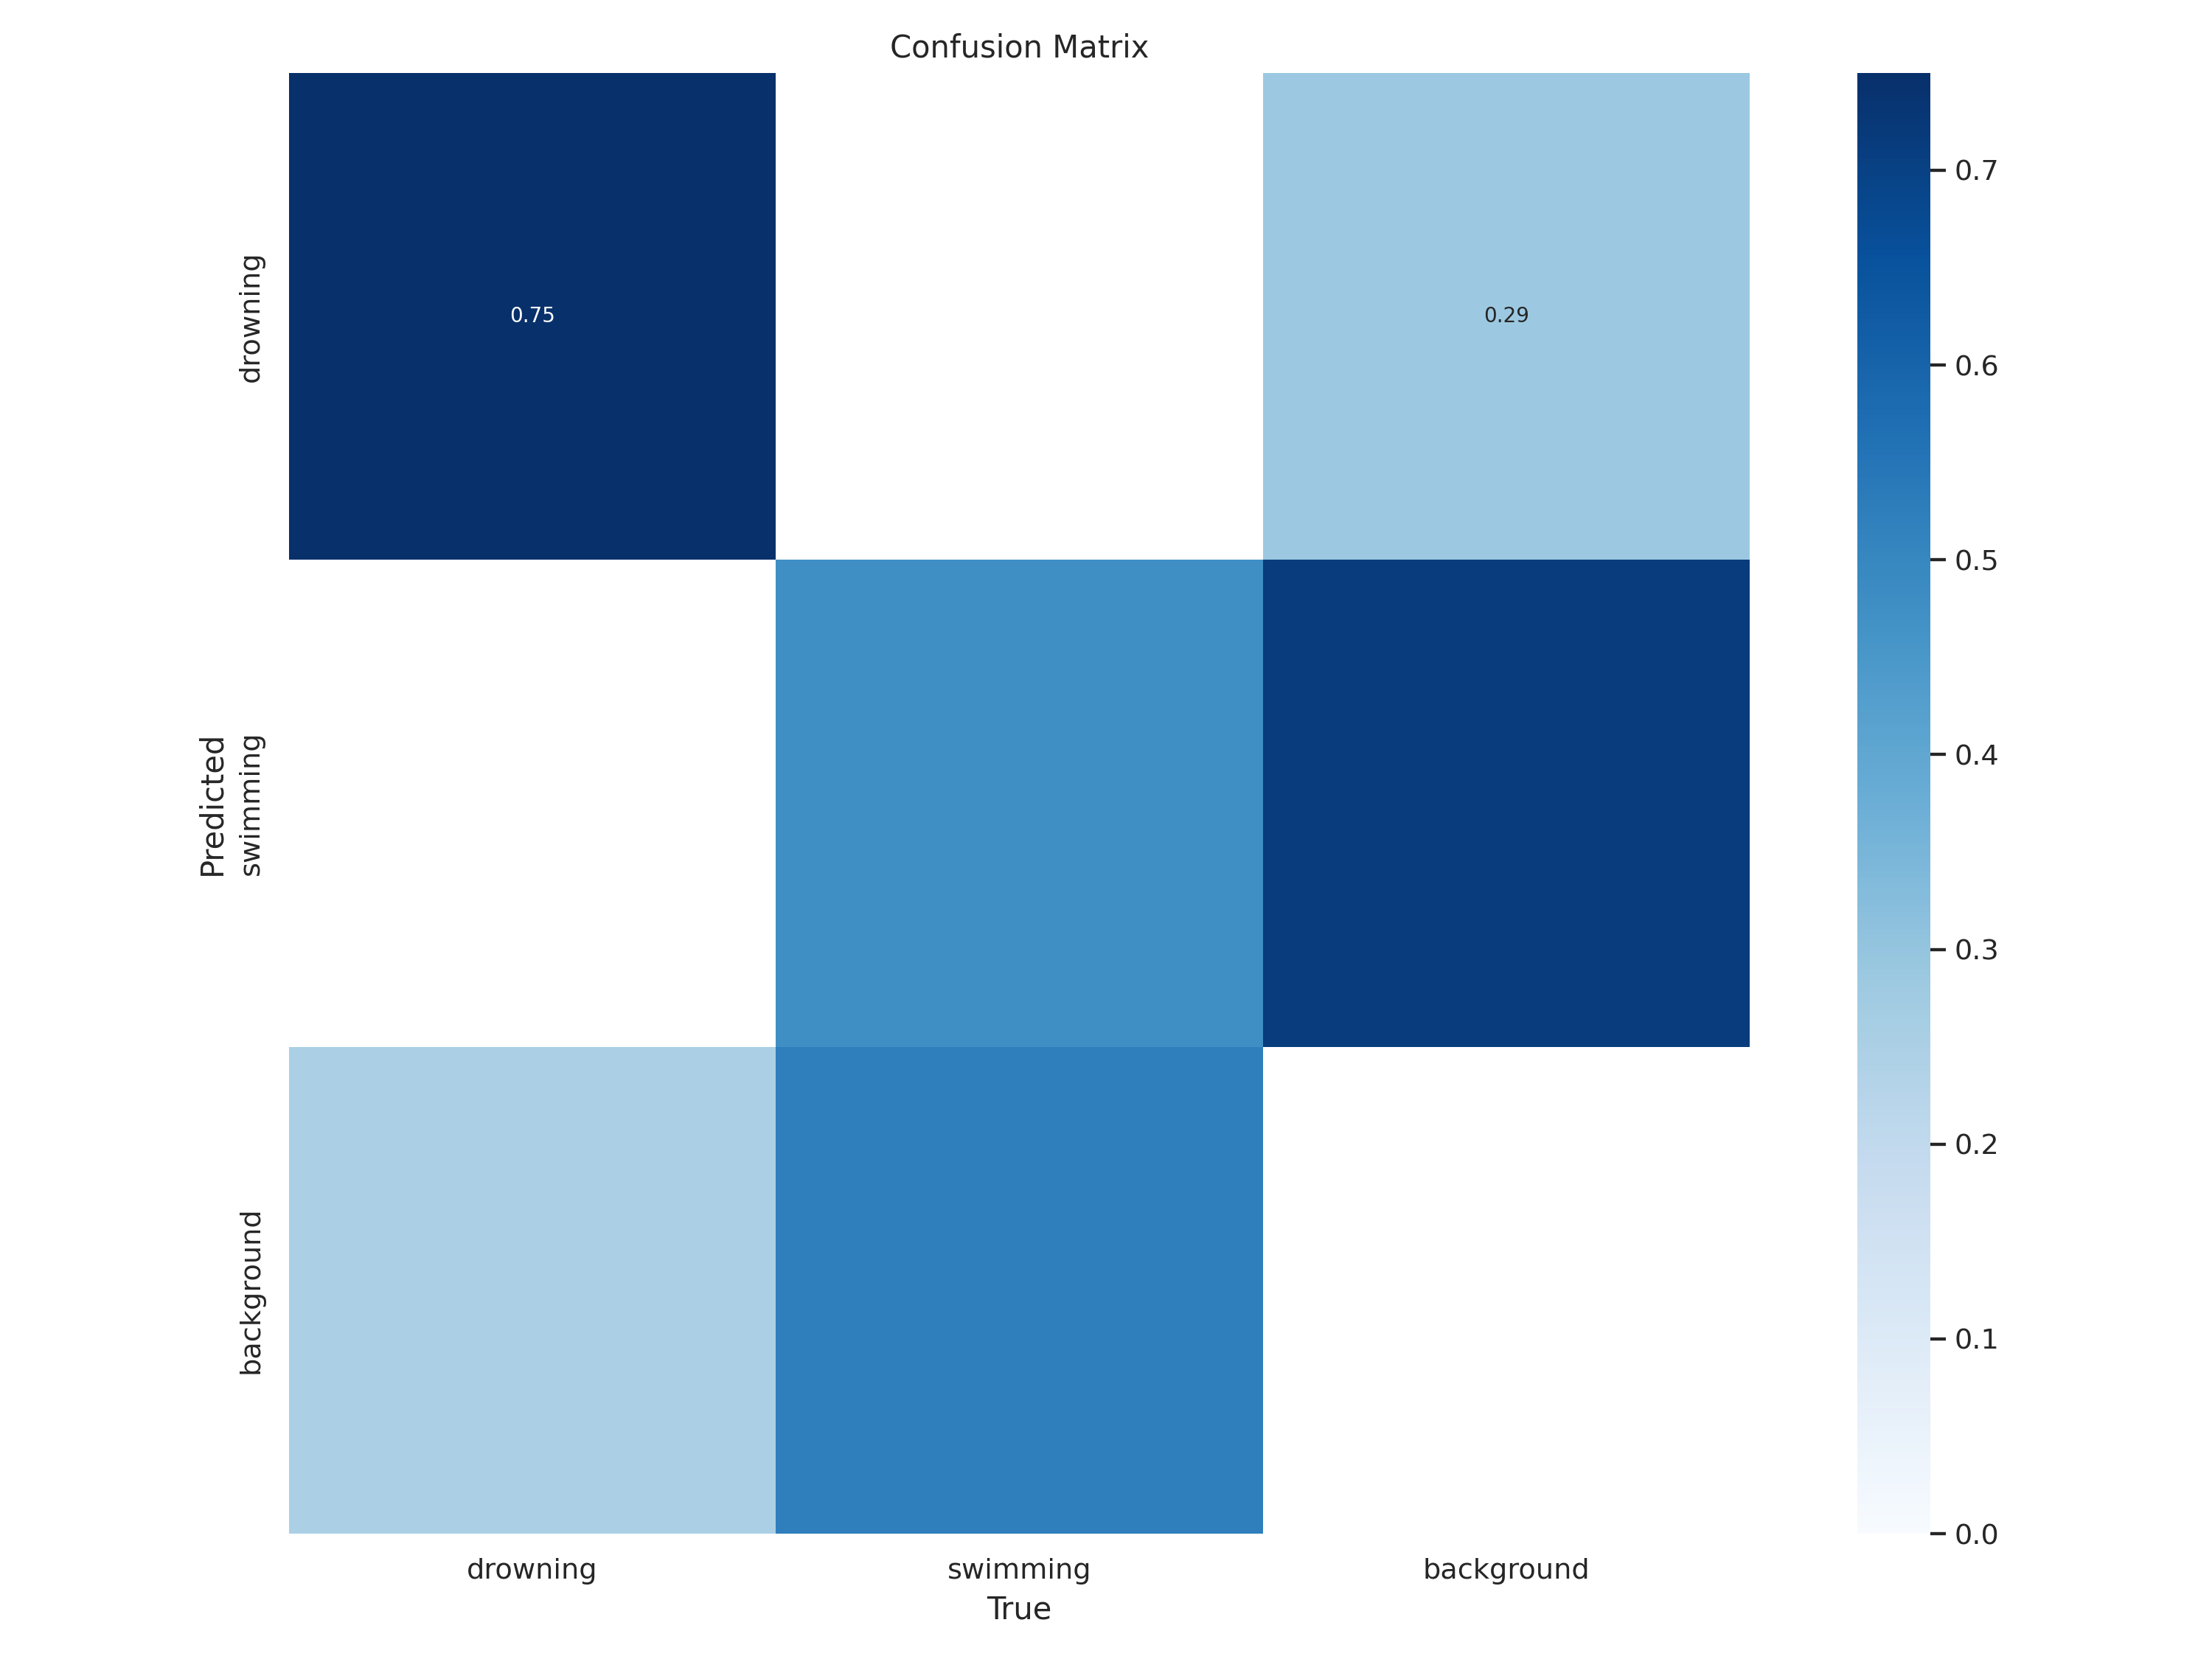 Confusion Matrix
drowning
swimming
background
Predicted
0.75
0.29
drowning
swimming
background
True
0.7
0.6
0.5
0.4
0.3
0.2
0.1
0.0